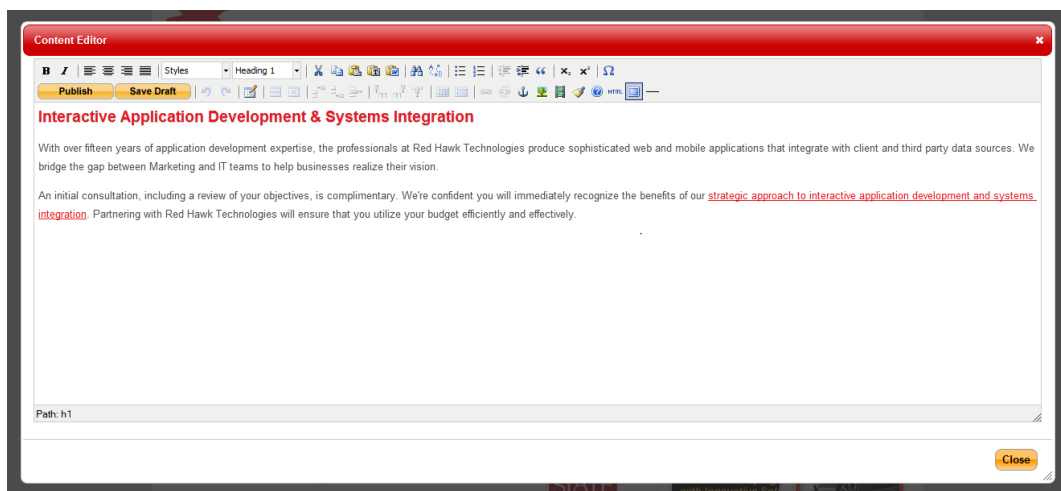 Content Editor
B I Styles Heading 1 x₂ x² Ω
Publish Save Draft HTML
Interactive Application Development & Systems Integration
With over fifteen years of application development expertise, the professionals at Red Hawk Technologies produce sophisticated web and mobile applications that integrate with client and third party data sources. We
bridge the gap between Marketing and IT teams to help businesses realize their vision.
An initial consultation, including a review of your objectives, is complimentary. We're confident you will immediately recognize the benefits of our strategic approach to interactive application development and systems
integration. Partnering with Red Hawk Technologies will ensure that you utilize your budget efficiently and effectively.
Path: h1
Close